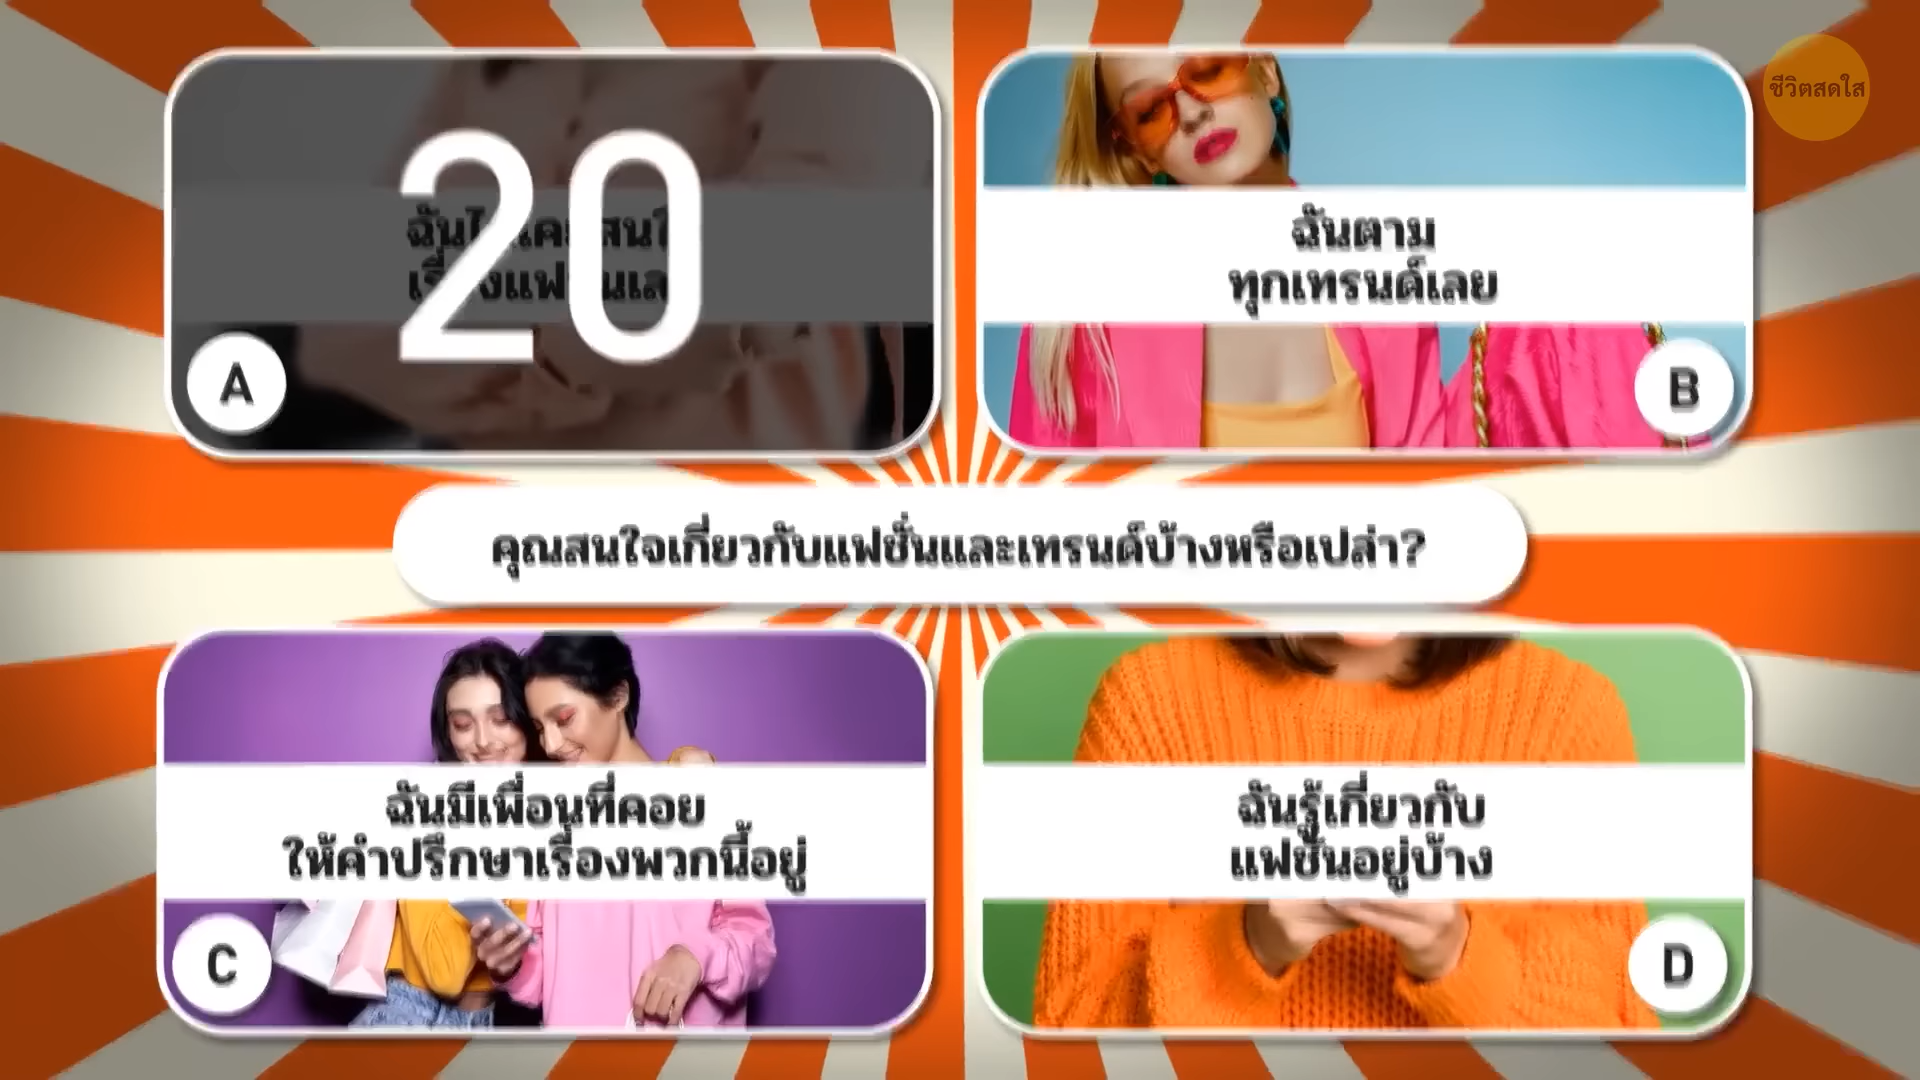 ชีวิตสดใส
20
A
ฉันตาม
ทุกเทรนด์เลย
B
คุณสนใจเกี่ยวกับแฟชั่นและเทรนด์บ้างหรือเปล่า?
ฉันมีเพื่อนที่คอย
ให้คำปรึกษาเรื่องพวกนี้อยู่
C
ฉันรู้เกี่ยวกับ
แฟชั่นอยู่บ้าง
D